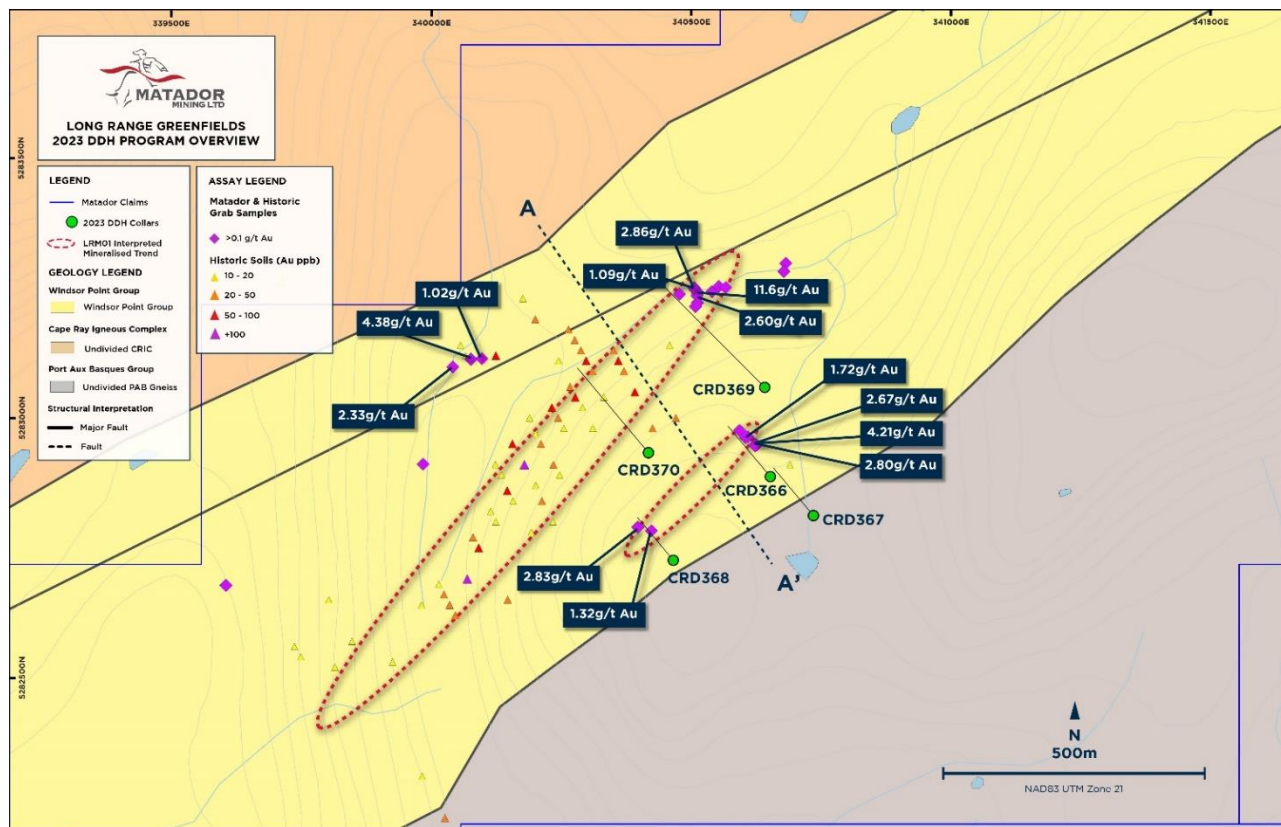 339500E
340000E
340500E
341000E
341500E
5283500N
5283000N
5282500N
MATADOR
MINING LTD
LONG RANGE GREENFIELDS
2023 DDH PROGRAM OVERVIEW
LEGEND
Matador Claims
2023 DDH Collars
LRM01 Interpreted
Mineralised Trend
GEOLOGY LEGEND
Windsor Point Group
Windsor Point Group
Cape Ray Igneous Complex
Undivided CRIC
Port Aux Basques Group
Undivided PAB Gneiss
Structural Interpretation
Major Fault
Fault
ASSAY LEGEND
Matador & Historic
Grab Samples
>0.1 g/t Au
Historic Soils (Au ppb)
10 - 20
20 - 50
50 - 100
+100
A
2.86g/t Au
1.09g/t Au
11.6g/t Au
2.60g/t Au
1.02g/t Au
4.38g/t Au
2.33g/t Au
CRD369
1.72g/t Au
2.67g/t Au
4.21g/t Au
2.80g/t Au
CRD370
CRD366
CRD367
CRD368
2.83g/t Au
1.32g/t Au
A'
N
500m
NAD83 UTM Zone 21